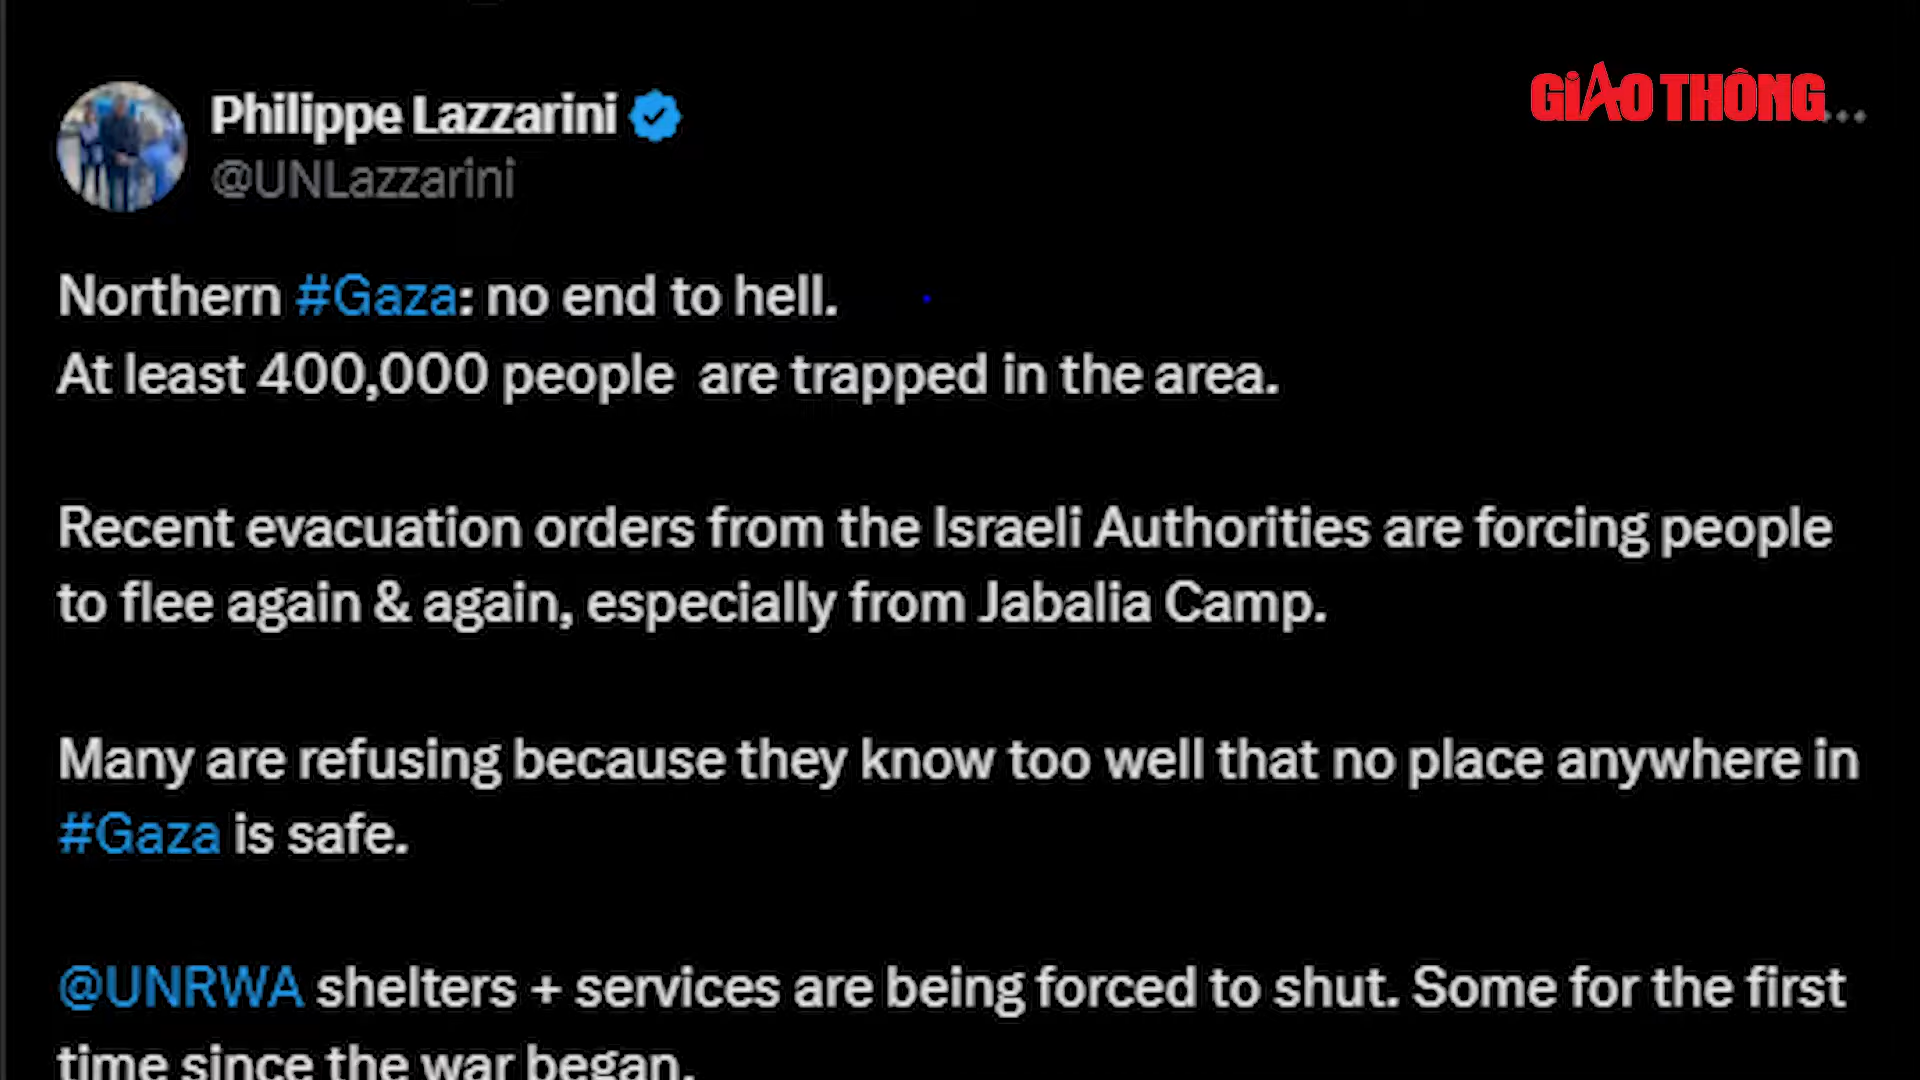 GIAO THÔNG
Philippe Lazzarini
@UNLazzarini
Northern #Gaza: no end to hell.
At least 400,000 people are trapped in the area.
Recent evacuation orders from the Israeli Authorities are forcing people
to flee again & again, especially from Jabalia Camp.
Many are refusing because they know too well that no place anywhere in
#Gaza is safe.
@UNRWA shelters + services are being forced to shut. Some for the first
time since the war began.